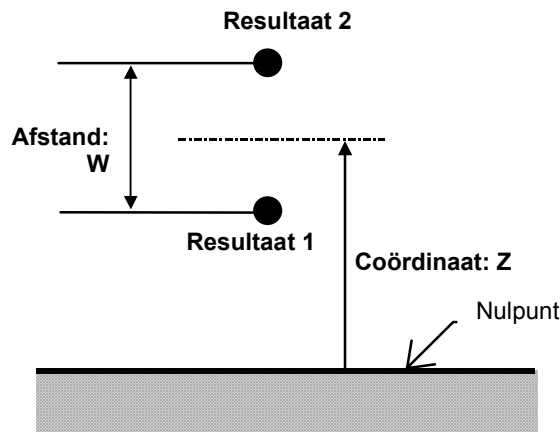 Resultaat 2
Afstand:
W
Resultaat 1
Coördinaat: Z
Nulpunt